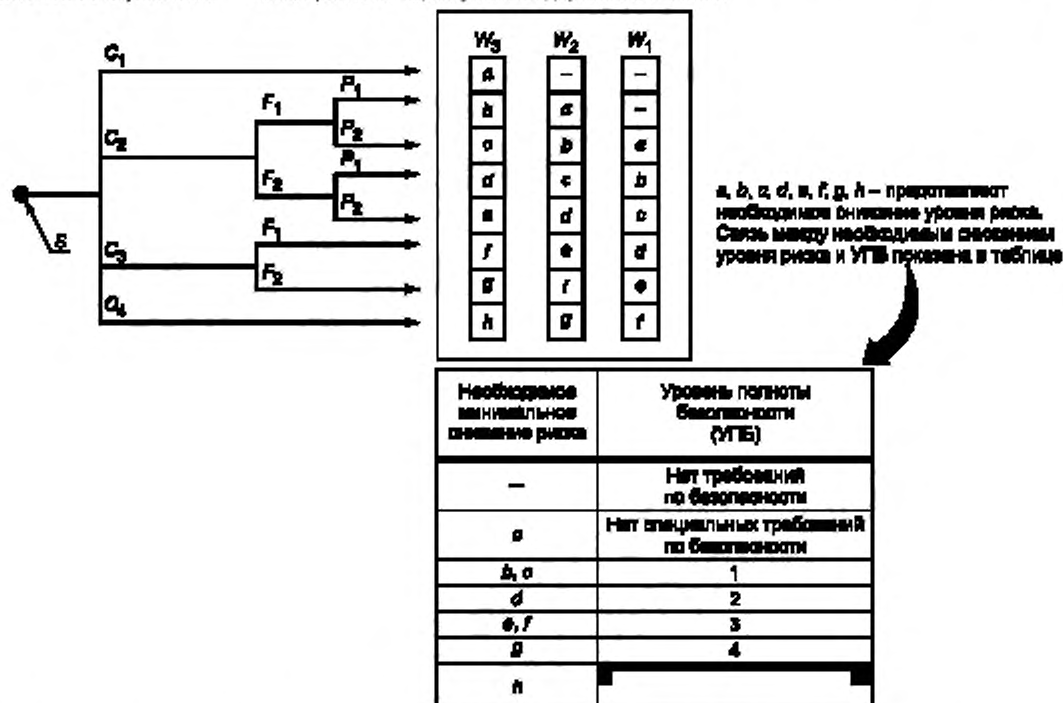 W3 W2 W1
C1
a – –
F1 P1
b a –
P2
c b a
C2
F2 P1
d c b
P2
e d c
S
C3 F1
f e d
F2
g f e
C4
h g f
a, b, c, d, e, f, g, h – представляют
необходимое снижение уровня риска.
Связь между необходимым снижением
уровня риска и УПБ показана в таблице
Необходимое минимальное снижение риска
Уровень полноты безопасности (УПБ)
—
Нет требований
по безопасности
a
Нет специальных требований
по безопасности
b, c 1
d 2
e, f 3
g 4
h